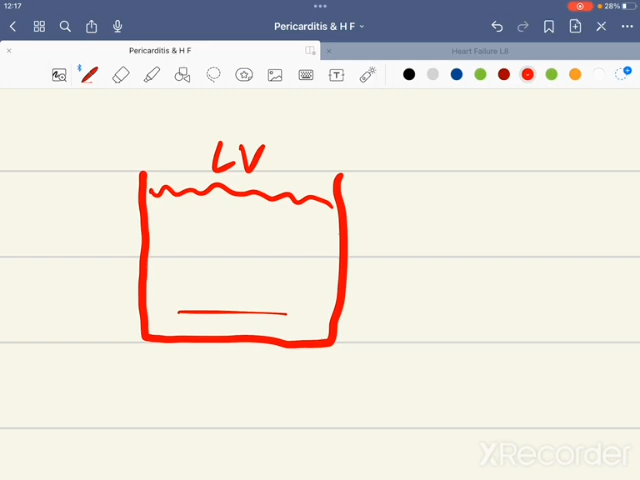 12:17
28%
Pericarditis & H F
Pericarditis & H F
Heart Failure L8
T
LV
XRecorder